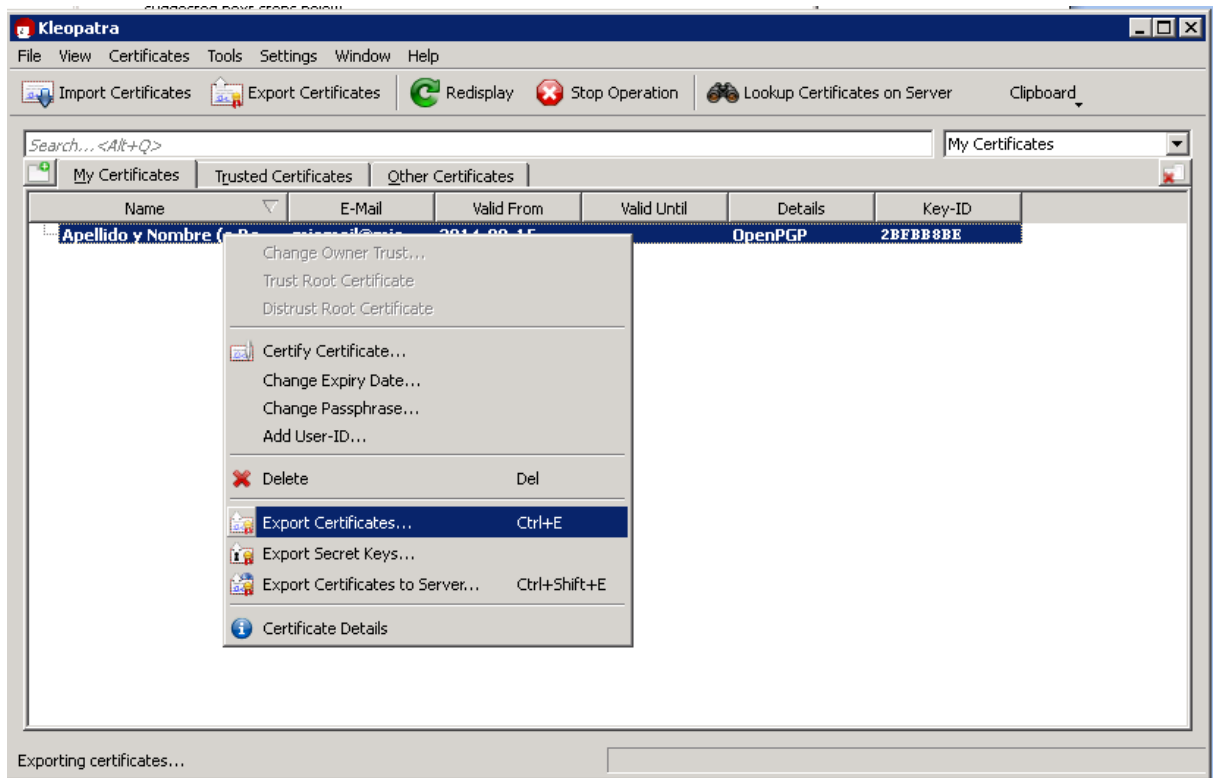 suggested next steps below
Kleopatra
File View Certificates Tools Settings Window Help
Import Certificates Export Certificates Redisplay Stop Operation Lookup Certificates on Server Clipboard
Search...<Alt+Q> My Certificates
My Certificates Trusted Certificates Other Certificates
Name E-Mail Valid From Valid Until Details Key-ID
Apellido y Nombre OpenPGP 2BFBB8BE
Change Owner Trust...
Trust Root Certificate
Distrust Root Certificate
Certify Certificate...
Change Expiry Date...
Change Passphrase...
Add User-ID...
Delete Del
Export Certificates... Ctrl+E
Export Secret Keys...
Export Certificates to Server... Ctrl+Shift+E
Certificate Details
Exporting certificates...